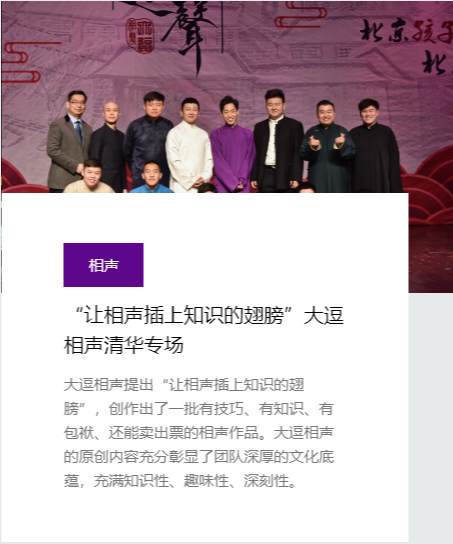 聲
北京孩子
北
相声
“让相声插上知识的翅膀”大逗
相声清华专场
大逗相声提出“让相声插上知识的翅
膀”，创作出了一批有技巧、有知识、有
包袱、还能卖出票的相声作品。大逗相声
的原创内容充分彰显了团队深厚的文化底
蕴，充满知识性、趣味性、深刻性。